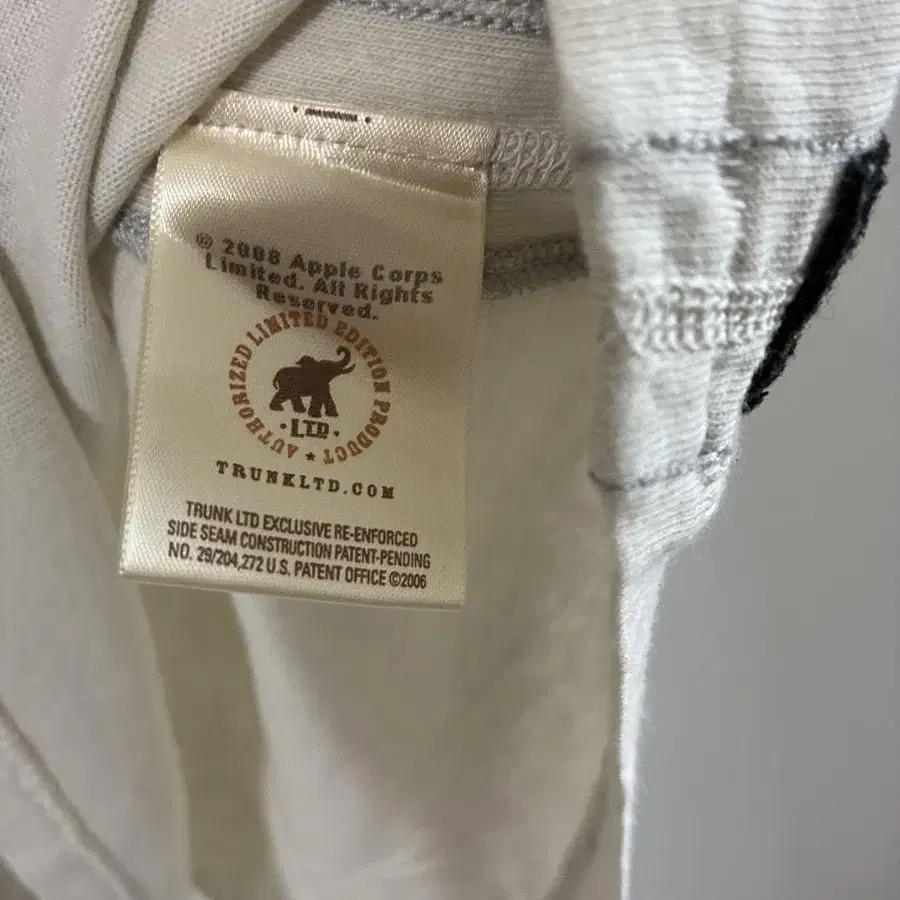 © 2008 Apple Corps
Limited. All Rights
Reserved.
AUTHORIZED LIMITED EDITION PRODUCT ★
·LTD·
TRUNKLTD.COM
TRUNK LTD EXCLUSIVE RE-ENFORCED
SIDE SEAM CONSTRUCTION PATENT-PENDING
NO. 29/204,272 U.S. PATENT OFFICE ©2006